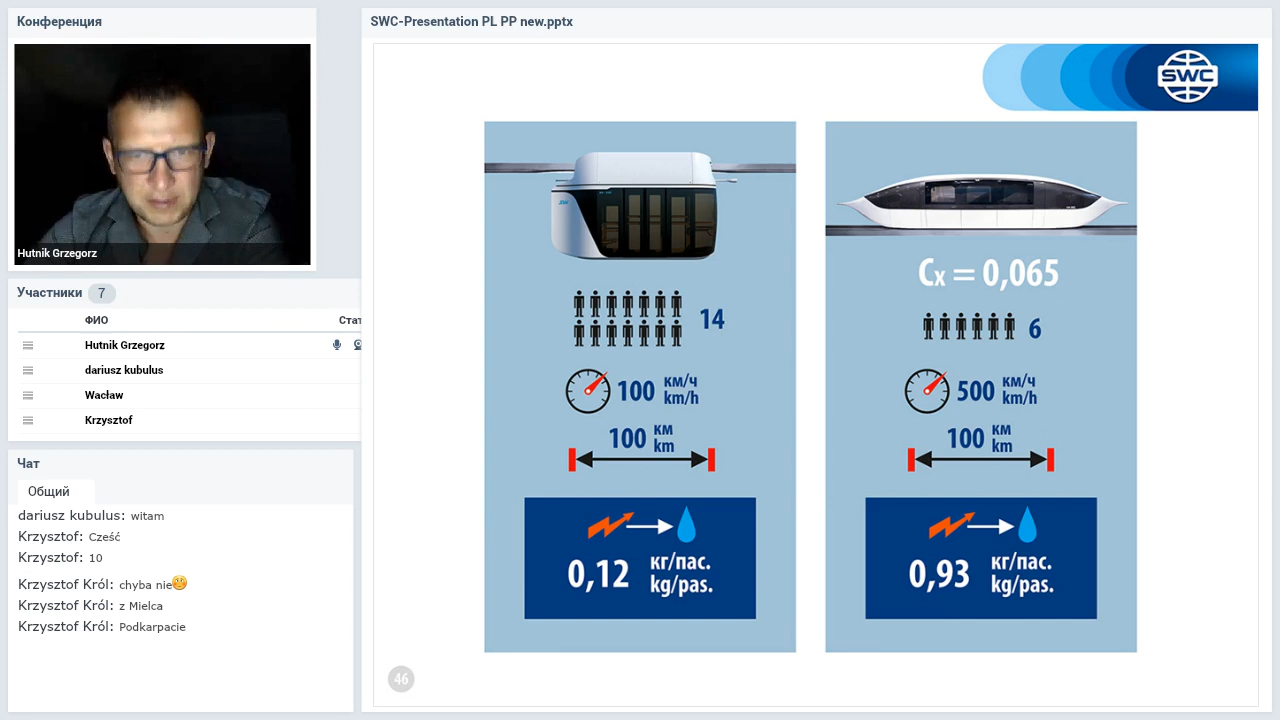 Конференция
Hutnik Grzegorz
Участники 7
ФИО Стат
Hutnik Grzegorz
dariusz kubulus
Wacław
Krzysztof
Чат
Общий
dariusz kubulus: witam
Krzysztof: Cześć
Krzysztof: 10
Krzysztof Król: chyba nie
Krzysztof Król: z Mielca
Krzysztof Król: Podkarpacie
SWC-Presentation PL PP new.pptx
SWC
14
100 км/ч
km/h
100 км
km
0,12 кг/пас.
kg/pas.
Cx = 0,065
6
500 км/ч
km/h
100 км
km
0,93 кг/пас.
kg/pas.
46